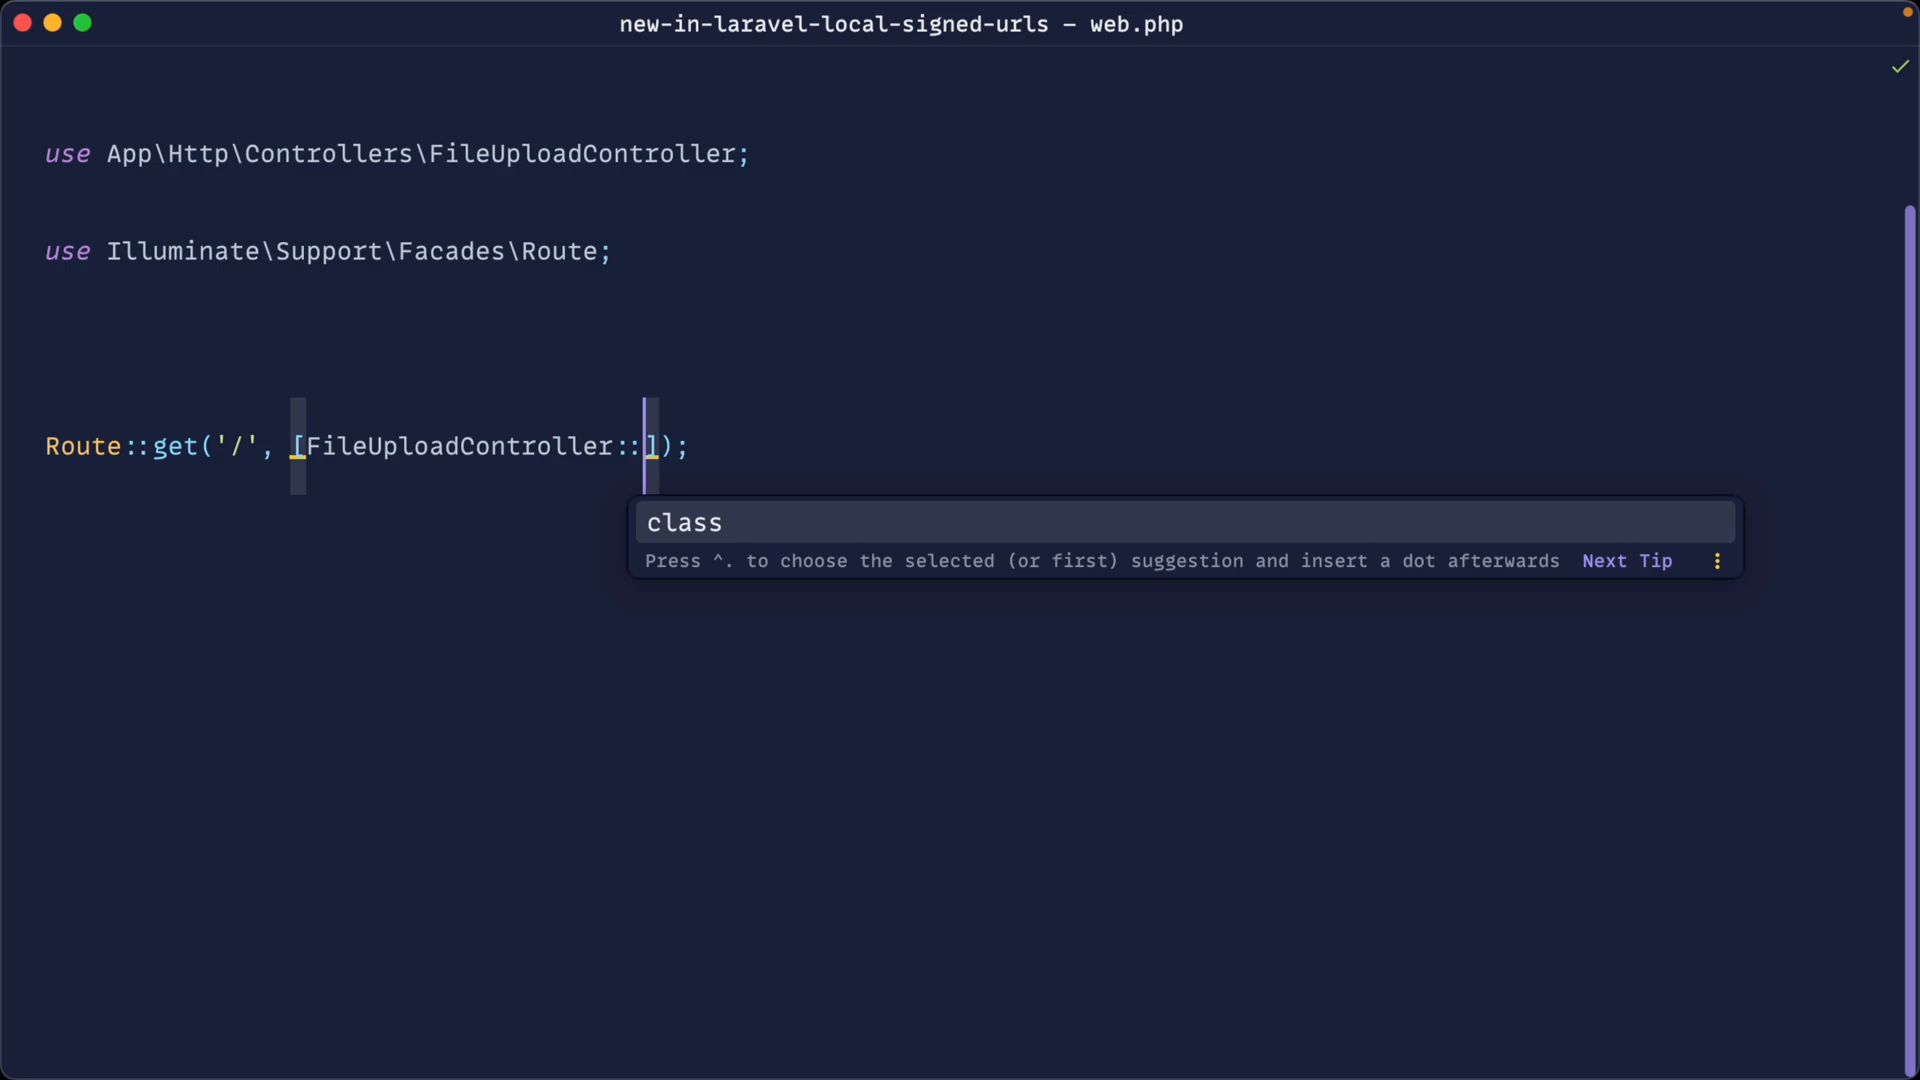 new-in-laravel-local-signed-urls – web.php
use App\Http\Controllers\FileUploadController;
use Illuminate\Support\Facades\Route;
Route::get('/', [FileUploadController::]);
class
Press ^. to choose the selected (or first) suggestion and insert a dot afterwards Next Tip